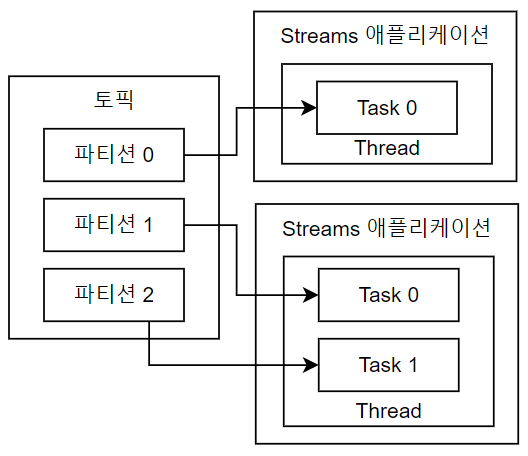 토픽
파티션 0
파티션 1
파티션 2
Streams 애플리케이션
Task 0
Thread
Streams 애플리케이션
Task 0
Task 1
Thread